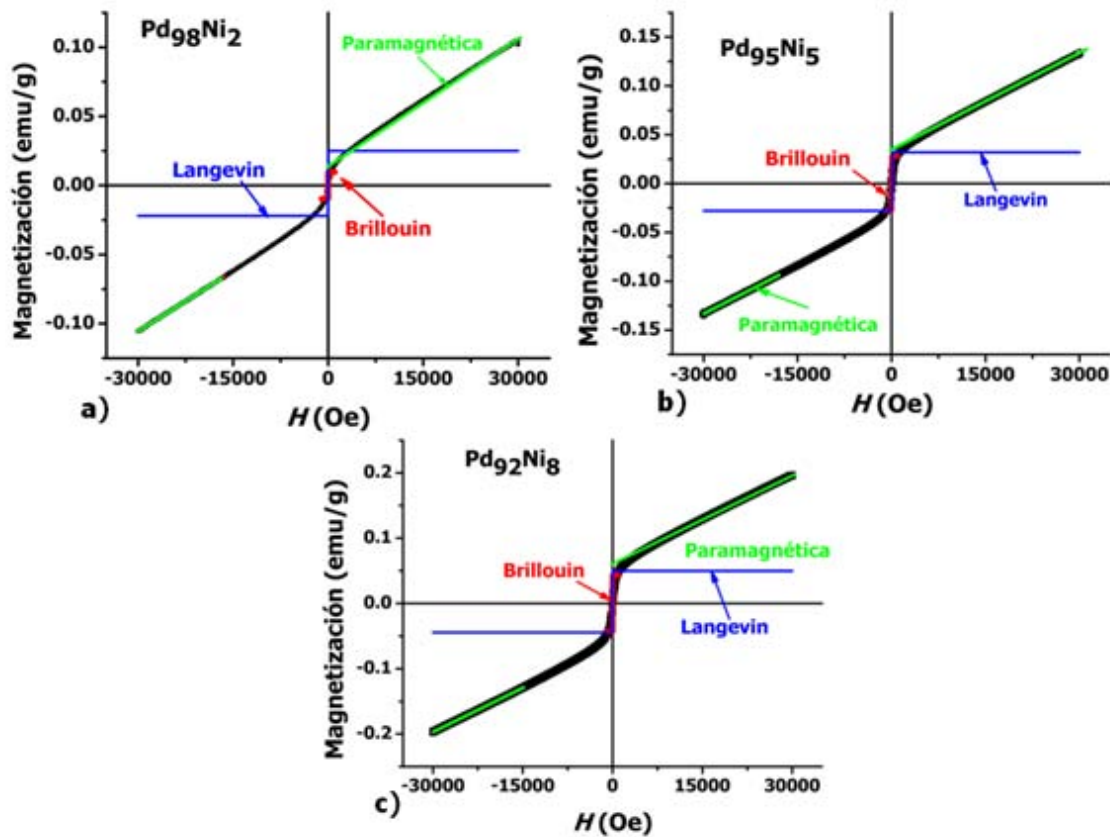 Pd98Ni2
Magnetización (emu/g)
0.10
0.05
0.00
-0.05
-0.10
Paramagnética
Langevin
Brillouin
-30000 -15000 0 15000 30000
a)
H (Oe)
Pd95Ni5
Magnetización (emu/g)
0.15
0.10
0.05
0.00
-0.05
-0.10
-0.15
Brillouin
Langevin
Paramagnética
-30000 -15000 0 15000 30000
b)
H (Oe)
Pd92Ni8
Magnetización (emu/g)
0.2
0.1
0.0
-0.1
-0.2
Paramagnética
Brillouin
Langevin
-30000 -15000 0 15000 30000
c)
H (Oe)